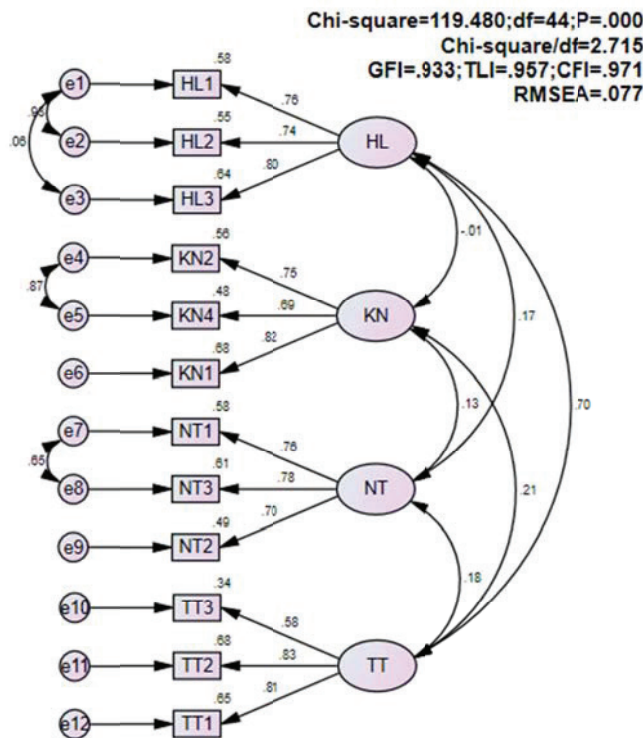 Chi-square=119.480;df=44;P=.000
Chi-square/df=2.715
GFI=.933;TLI=.957;CFI=.971
RMSEA=.077
.58
e1 HL1
.76
.93
.55
.06 e2 HL2 .74 HL
.80
.64
e3 HL3
-.01
.56
e4 KN2
.75
.87
.48
e5 KN4 .69 KN .17
.82
.68
e6 KN1
.13 .70
.58
e7 NT1
.76
.65
.61
e8 NT3 .78 NT .21
.70
.49
e9 NT2
.18
.34
e10 TT3
.58
.68
e11 TT2 .83 TT
.81
.65
e12 TT1